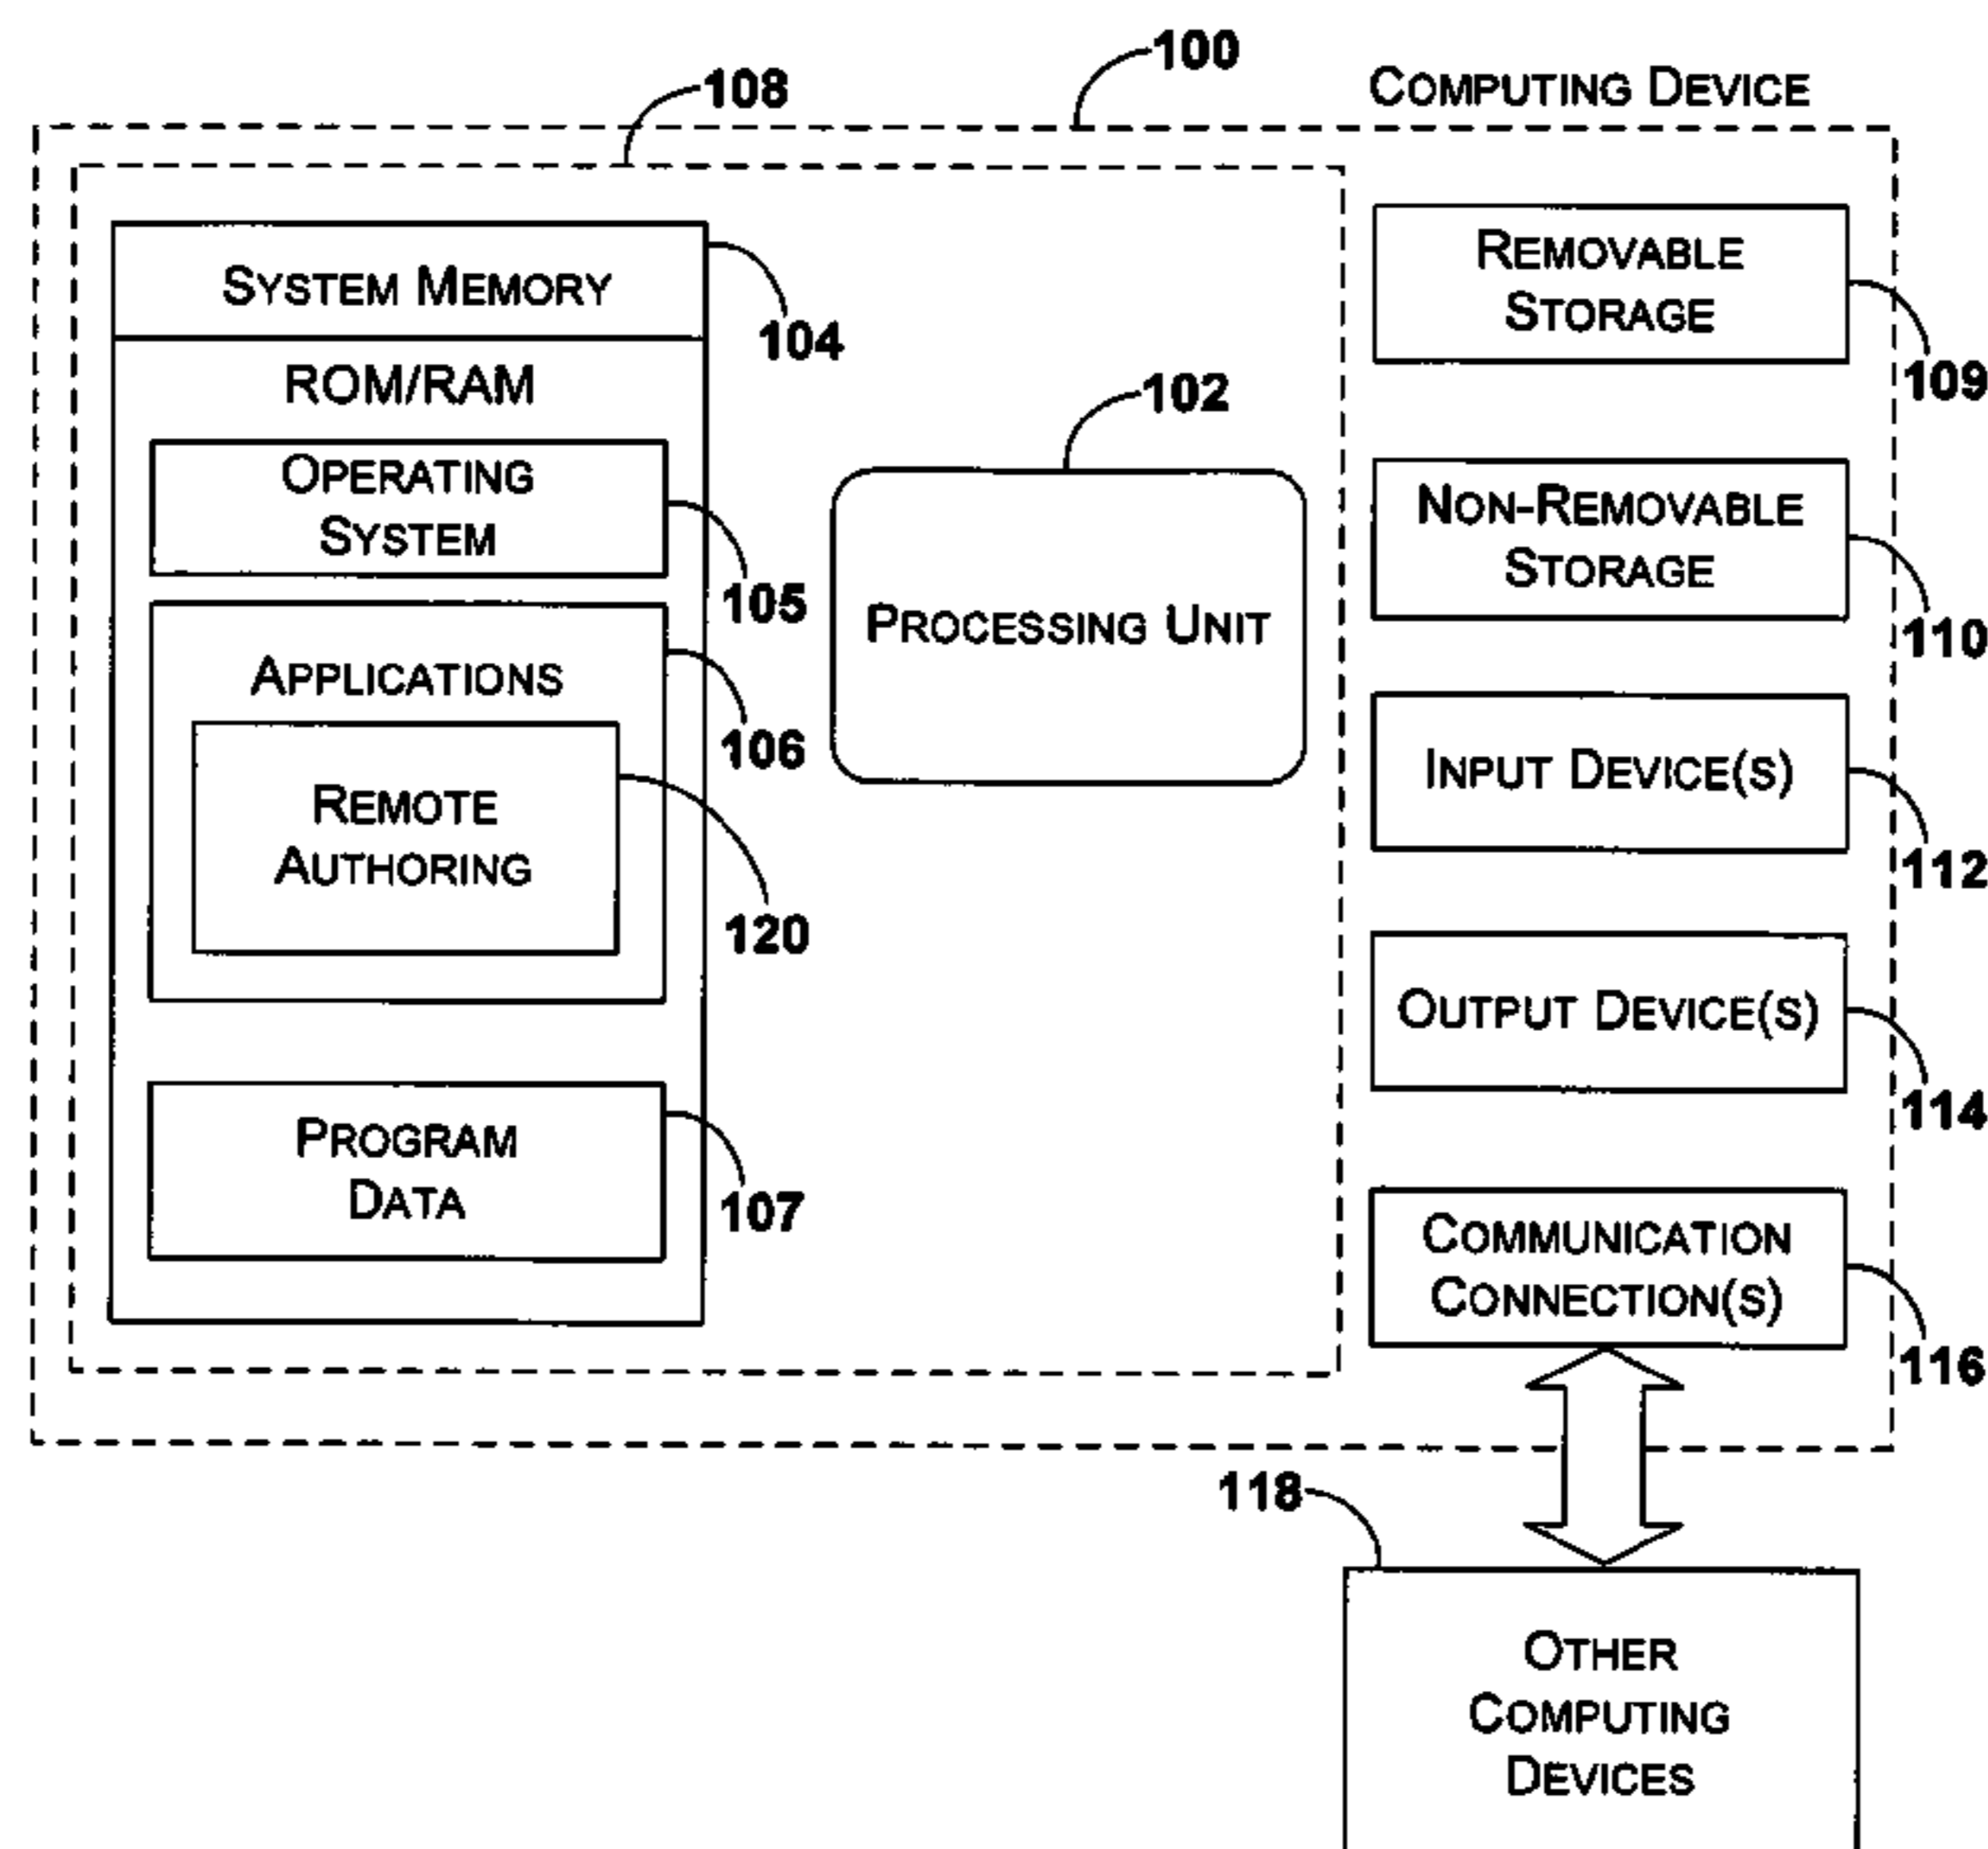 100
COMPUTING DEVICE
108
SYSTEM MEMORY
104
ROM/RAM
OPERATING
SYSTEM
105
APPLICATIONS
106
REMOTE
AUTHORING
120
PROGRAM
DATA
107
102
PROCESSING UNIT
REMOVABLE
STORAGE
109
NON-REMOVABLE
STORAGE
110
INPUT DEVICE(S)
112
OUTPUT DEVICE(S)
114
COMMUNICATION
CONNECTION(S)
116
118
OTHER
COMPUTING
DEVICES